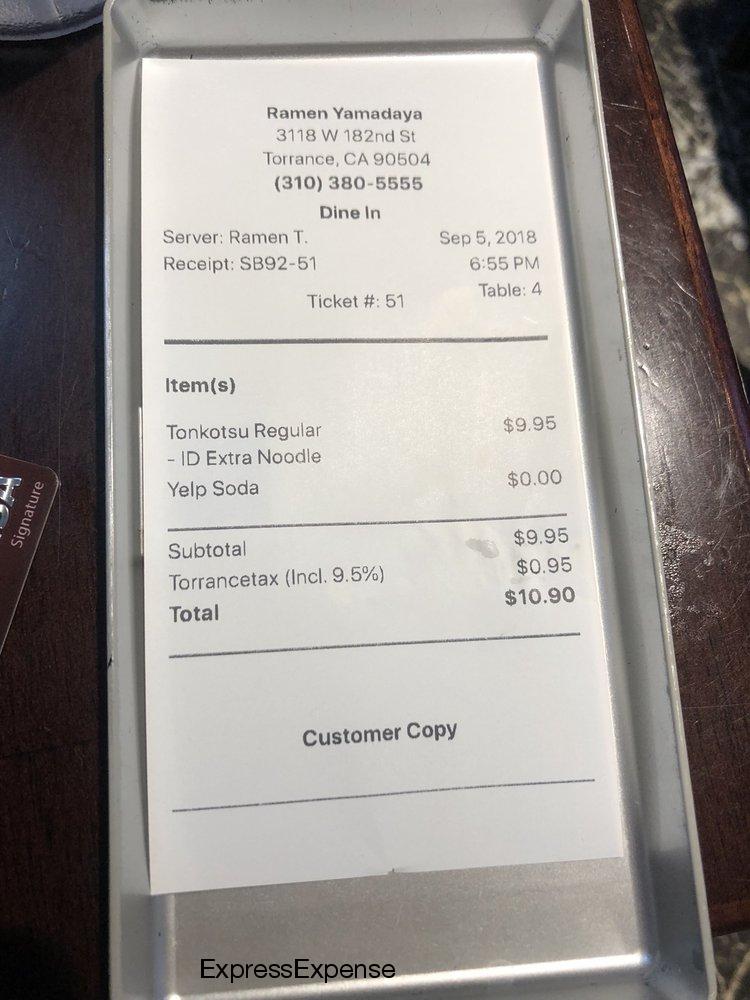 Ramen Yamadaya
3118 W 182nd St
Torrance, CA 90504
(310) 380-5555
Dine In
Server: Ramen T. Sep 5, 2018
Receipt: SB92-51 6:55 PM
Ticket #: 51 Table: 4
Item(s)
Tonkotsu Regular $9.95
- ID Extra Noodle
Yelp Soda $0.00
Subtotal $9.95
Torrancetax (Incl. 9.5%) $0.95
Total $10.90
Customer Copy
Signature
ExpressExpense